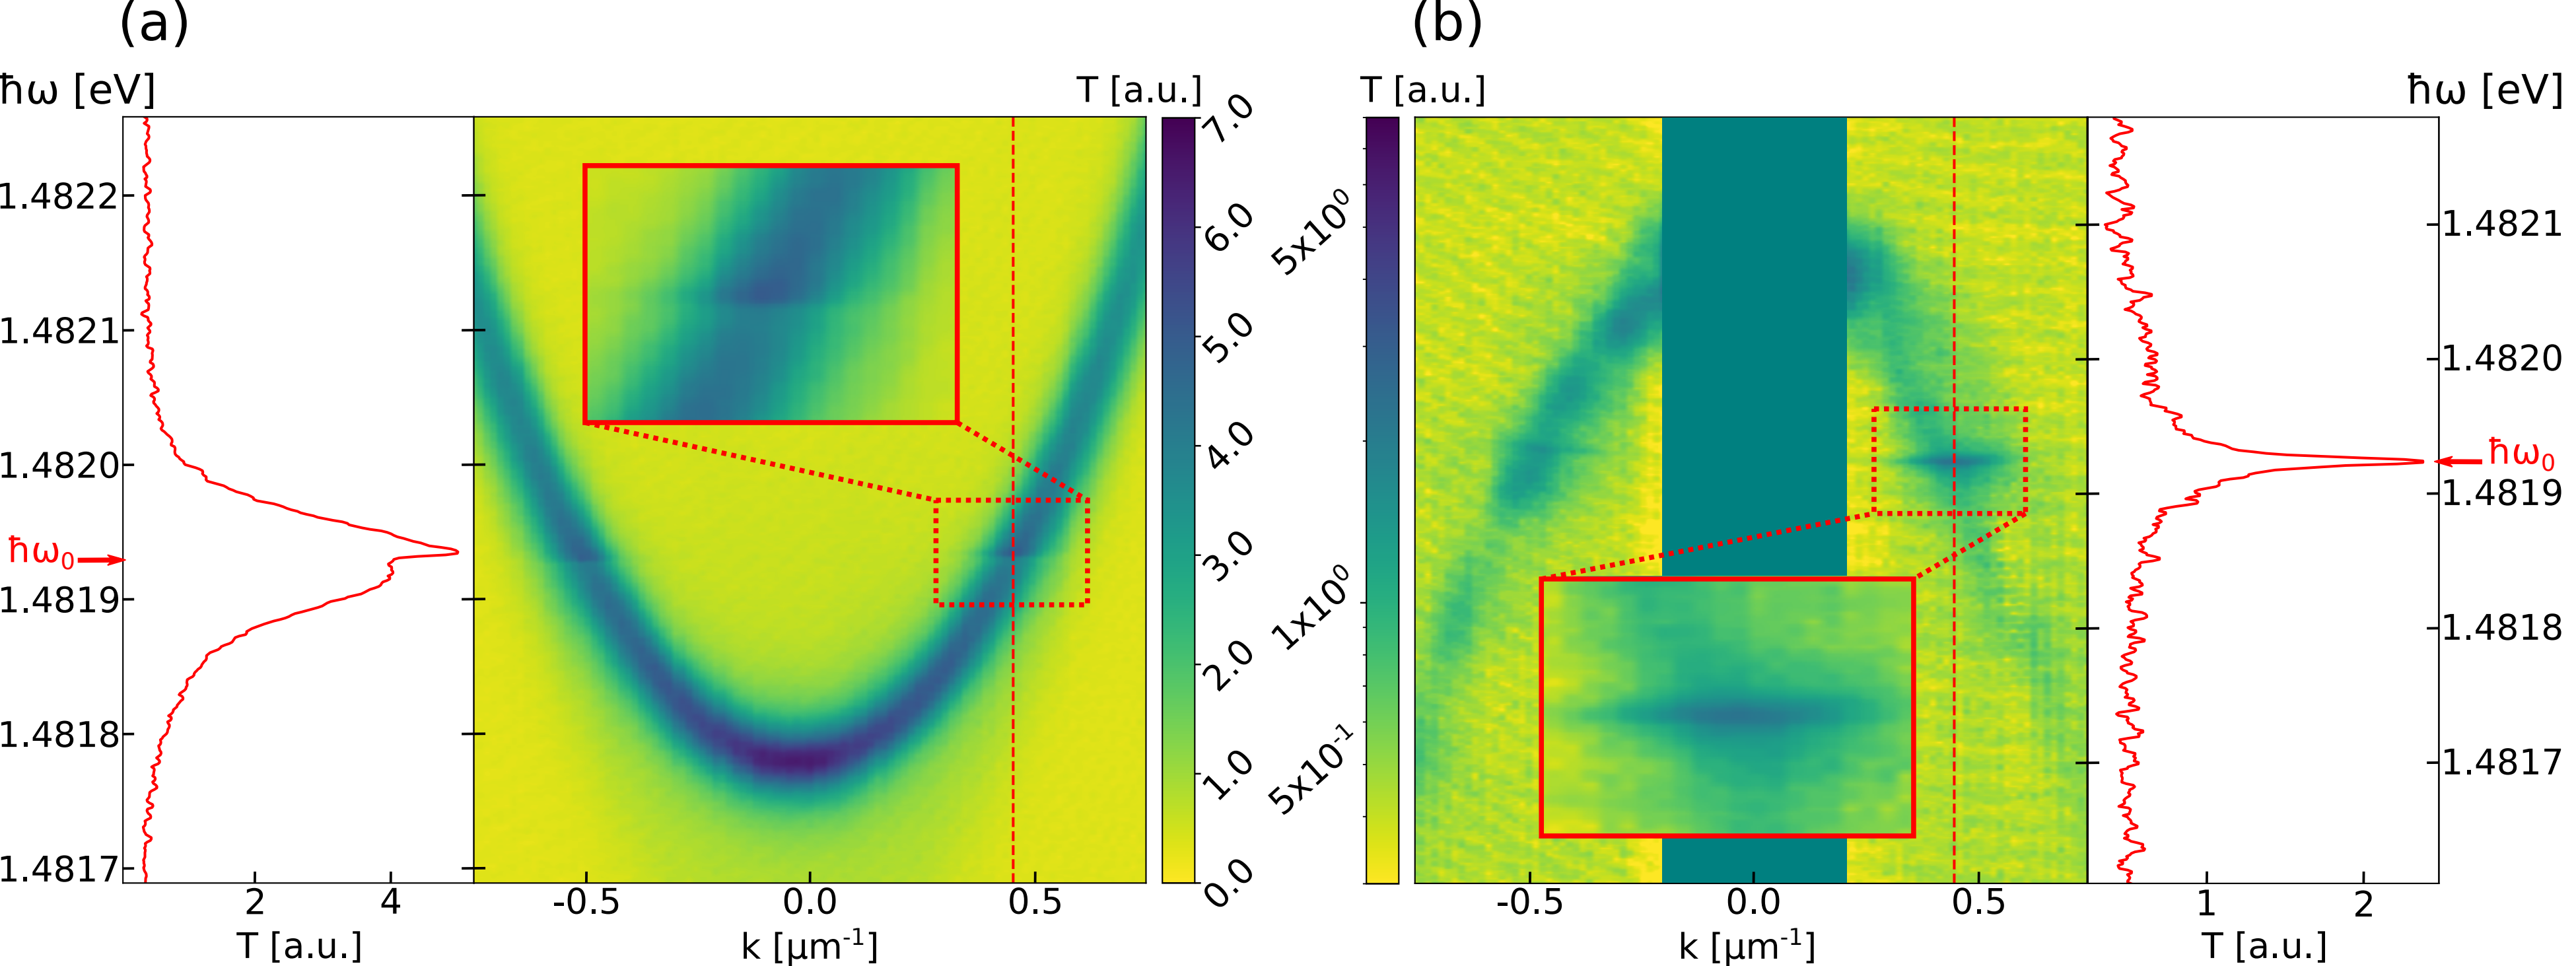 (a)
ħω [eV]
1.4822
1.4821
1.4820
ħω₀
1.4819
1.4818
1.4817
2 4
T [a.u.]
-0.5 0.0 0.5
k [μm⁻¹]
T [a.u.]
7.0
6.0
5.0
4.0
3.0
2.0
1.0
0.0
(b)
T [a.u.]
5x10⁰
1x10⁰
5x10⁻¹
-0.5 0.0 0.5
k [μm⁻¹]
ħω [eV]
1.4821
1.4820
ħω₀
1.4819
1.4818
1.4817
1 2
T [a.u.]